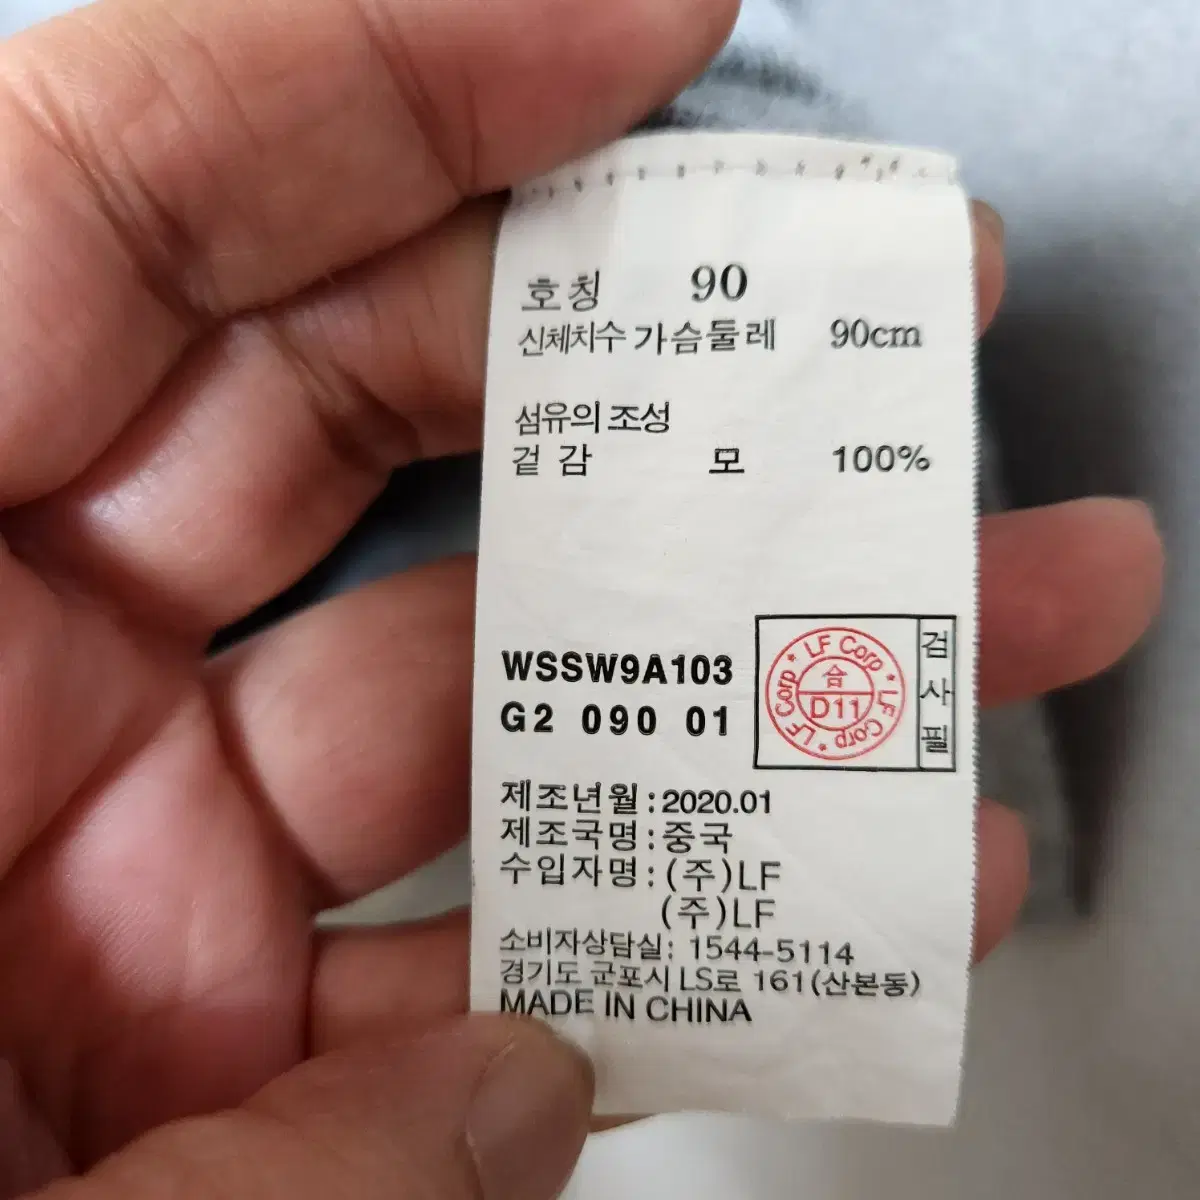 호칭 90
신체치수 가슴둘레 90cm
섬유의 조성
겉감 모 100%
WSSW9A103
G2 090 01
LF Corp * LF Corp * LF Corp *
合
D11
검사필
제조년월 : 2020.01
제조국명 : 중국
수입자명 : (주)LF
(주)LF
소비자상담실: 1544-5114
경기도 군포시 LS로 161(산본동)
MADE IN CHINA